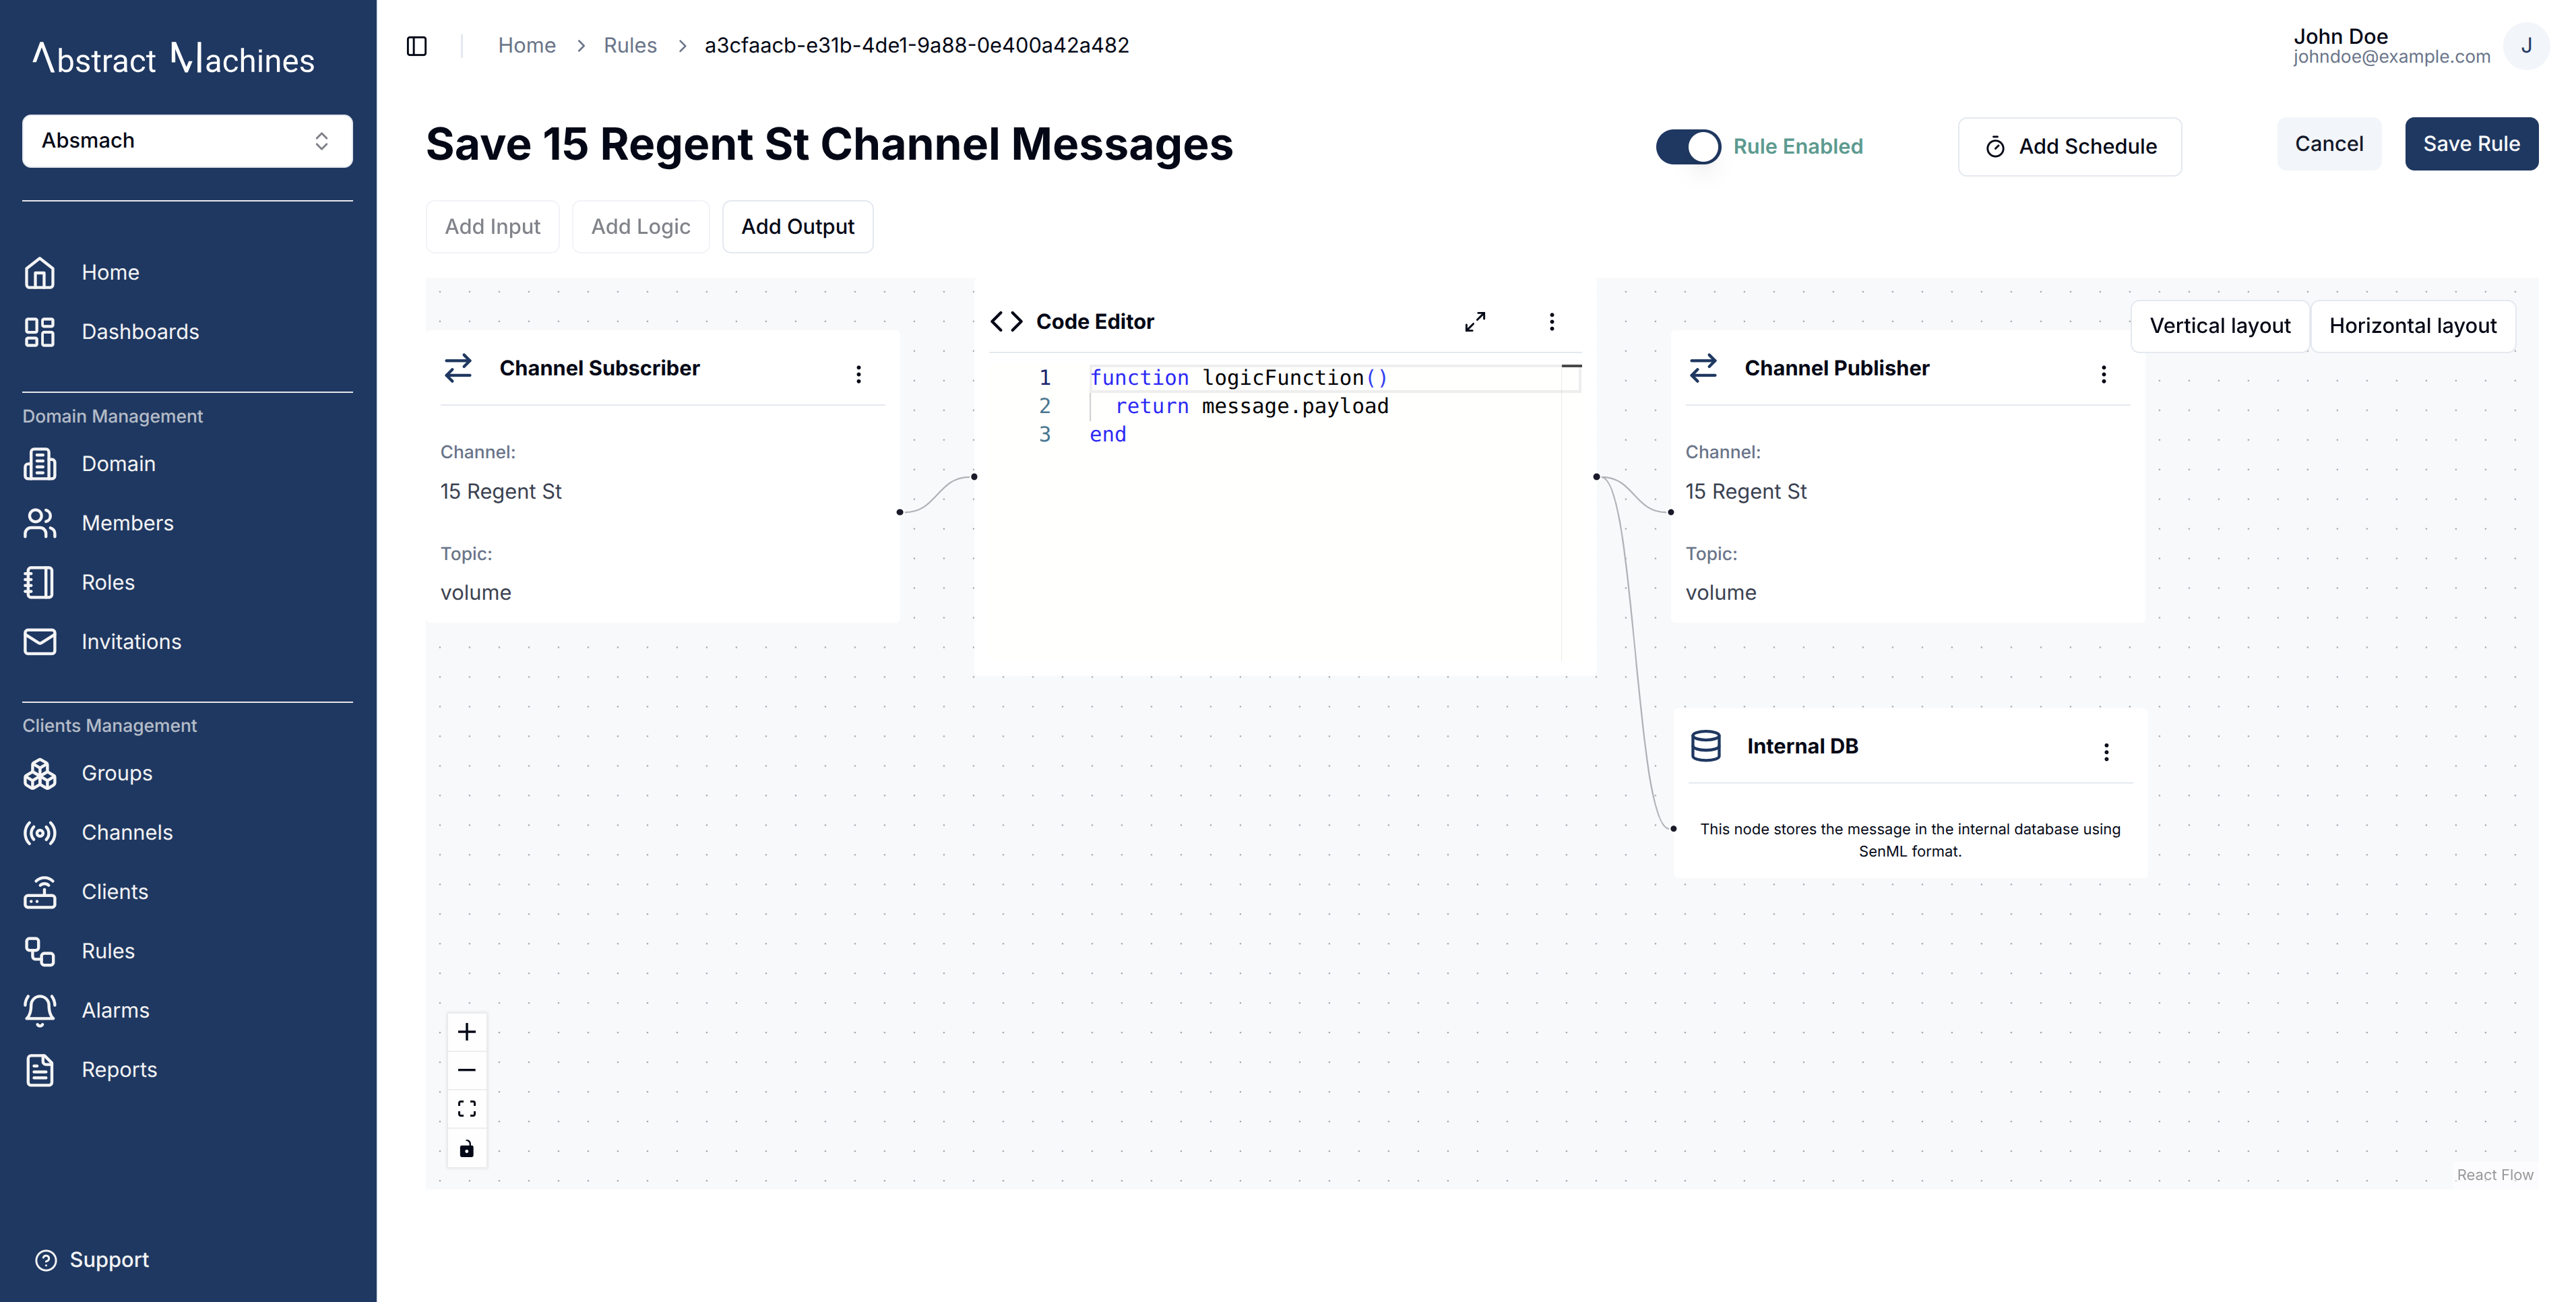 Abstract Machines
Absmach
Home
Dashboards
Domain Management
Domain
Members
Roles
Invitations
Clients Management
Groups
Channels
Clients
Rules
Alarms
Reports
Support
Home > Rules > a3cfaacb-e31b-4de1-9a88-0e400a42a482
John Doe
johndoe@example.com
J
Save 15 Regent St Channel Messages
Rule Enabled
Add Schedule
Cancel
Save Rule
Add Input
Add Logic
Add Output
Channel Subscriber
Channel:
15 Regent St
Topic:
volume
Code Editor
1 function logicFunction()
2 return message.payload
3 end
Vertical layout
Horizontal layout
Channel Publisher
Channel:
15 Regent St
Topic:
volume
Internal DB
This node stores the message in the internal database using
SenML format.
React Flow